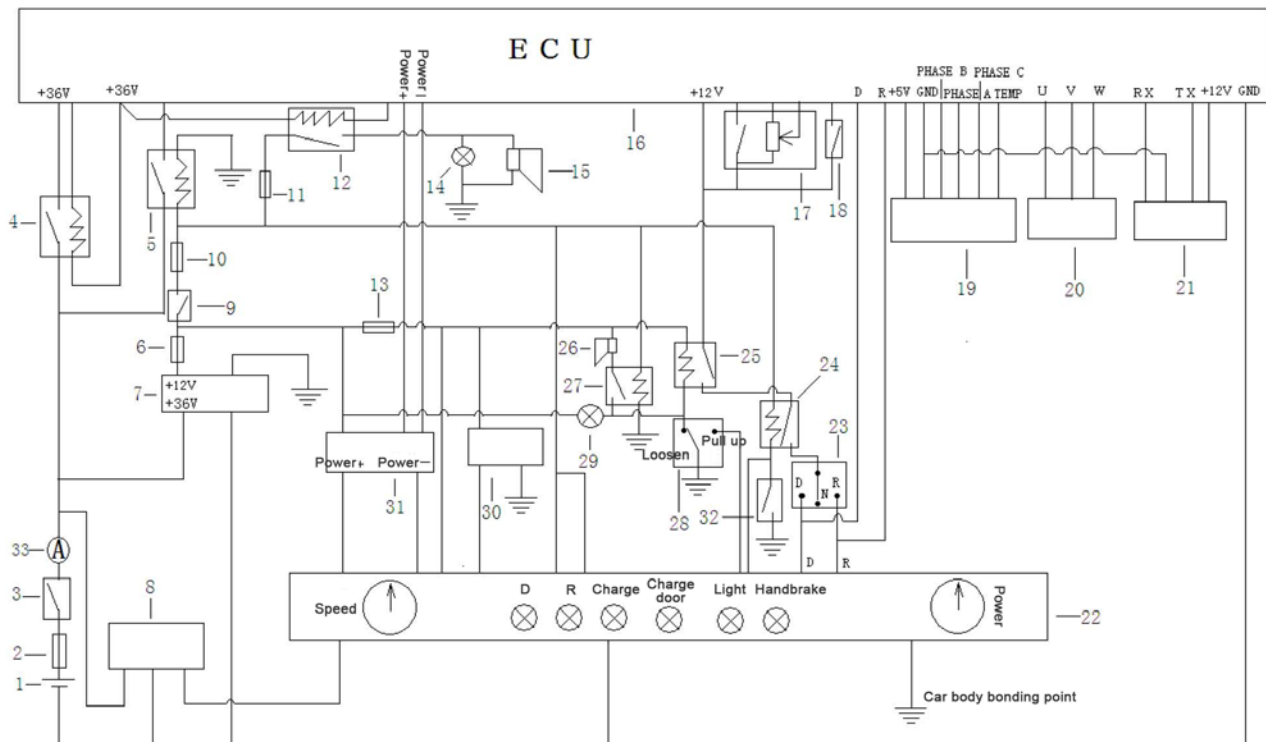 ECU
Power+
Power-
+36V
+36V
+12V
D
R
+5V
GND
PHASE B
PHASE C
PHASE A
TEMP
U
V
W
RX
TX
+12V
GND
12
14
15
16
17
18
4
5
11
10
9
13
6
7
+12V
+36V
19
20
21
26
27
25
24
23
29
Loosen
Pull up
D
N
R
Power+
Power-
31
30
28
32
33
A
3
8
2
1
D
R
Speed
D
R
Charge
Charge
door
Light
Handbrake
Power
22
Car body bonding point